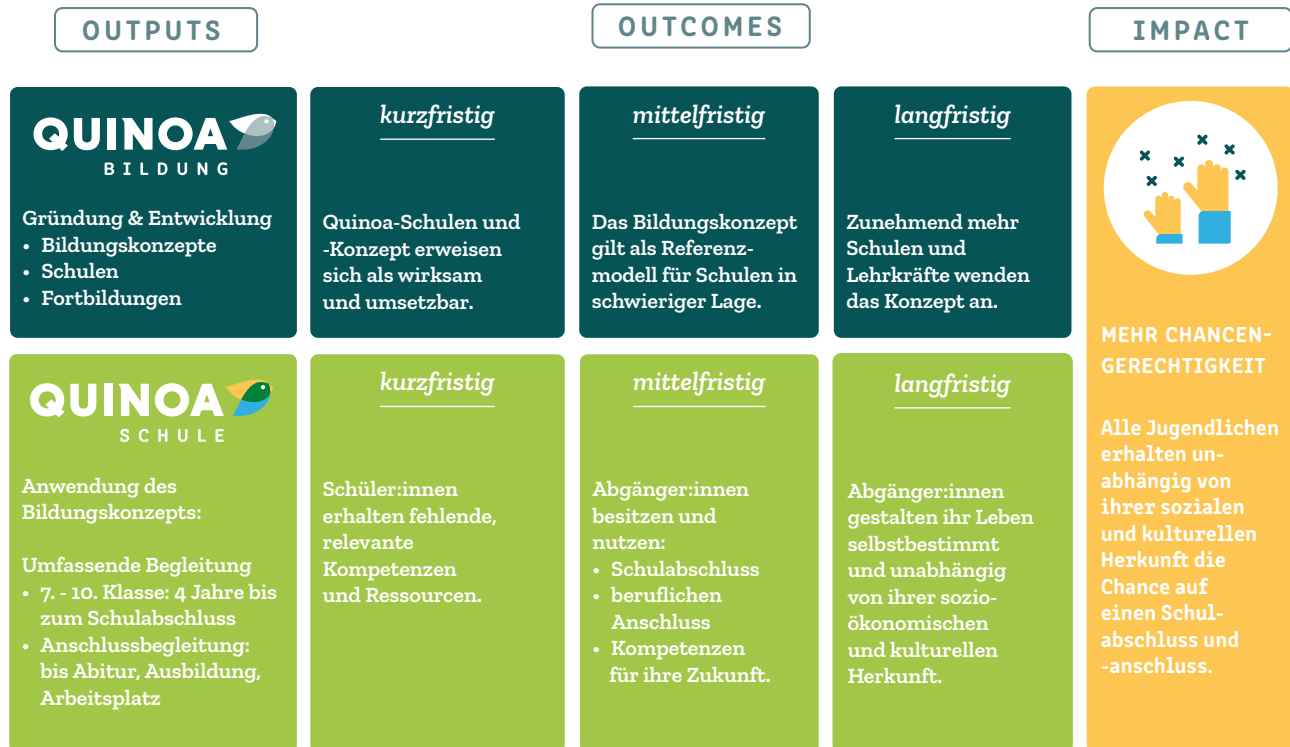 OUTPUTS
OUTCOMES
IMPACT
QUINOA
BILDUNG
Gründung & Entwicklung
• Bildungskonzepte
• Schulen
• Fortbildungen
kurzfristig
Quinoa-Schulen und
-Konzept erweisen
sich als wirksam
und umsetzbar.
mittelfristig
Das Bildungskonzept
gilt als Referenz-
modell für Schulen in
schwieriger Lage.
langfristig
Zunehmend mehr
Schulen und
Lehrkräfte wenden
das Konzept an.
QUINOA
SCHULE
Anwendung des
Bildungskonzepts:
Umfassende Begleitung
• 7. - 10. Klasse: 4 Jahre bis
zum Schulabschluss
• Anschlussbegleitung:
bis Abitur, Ausbildung,
Arbeitsplatz
kurzfristig
Schüler:innen
erhalten fehlende,
relevante
Kompetenzen
und Ressourcen.
mittelfristig
Abgänger:innen
besitzen und
nutzen:
• Schulabschluss
• beruflichen
Anschluss
• Kompetenzen
für ihre Zukunft.
langfristig
Abgänger:innen
gestalten ihr Leben
selbstbestimmt
und unabhängig
von ihrer sozio-
ökonomischen
und kulturellen
Herkunft.
MEHR CHANCEN-
GERECHTIGKEIT
Alle Jugendlichen
erhalten un-
abhängig von
ihrer sozialen
und kulturellen
Herkunft die
Chance auf
einen Schul-
abschluss und
-anschluss.